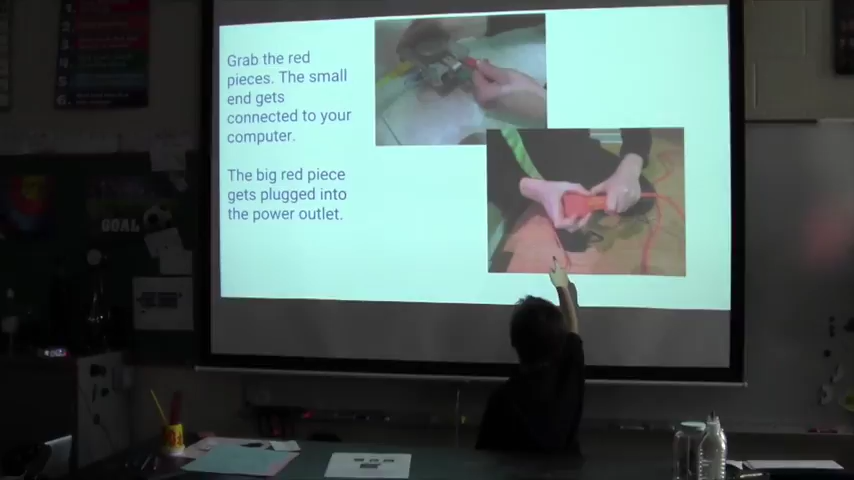 Grab the red
pieces. The small
end gets
connected to your
computer.
The big red piece
gets plugged into
the power outlet.
GOAL